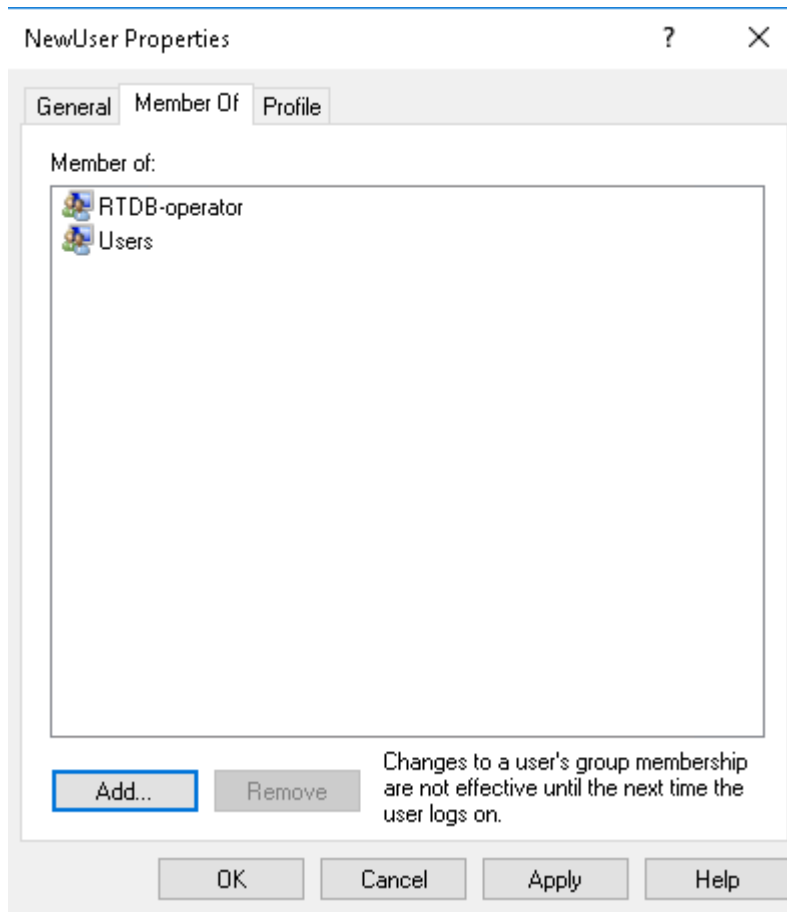 NewUser Properties ?
General Member Of Profile
Member of:
RTDB-operator
Users
Add... Remove
Changes to a user's group membership
are not effective until the next time the
user logs on.
OK Cancel Apply Help